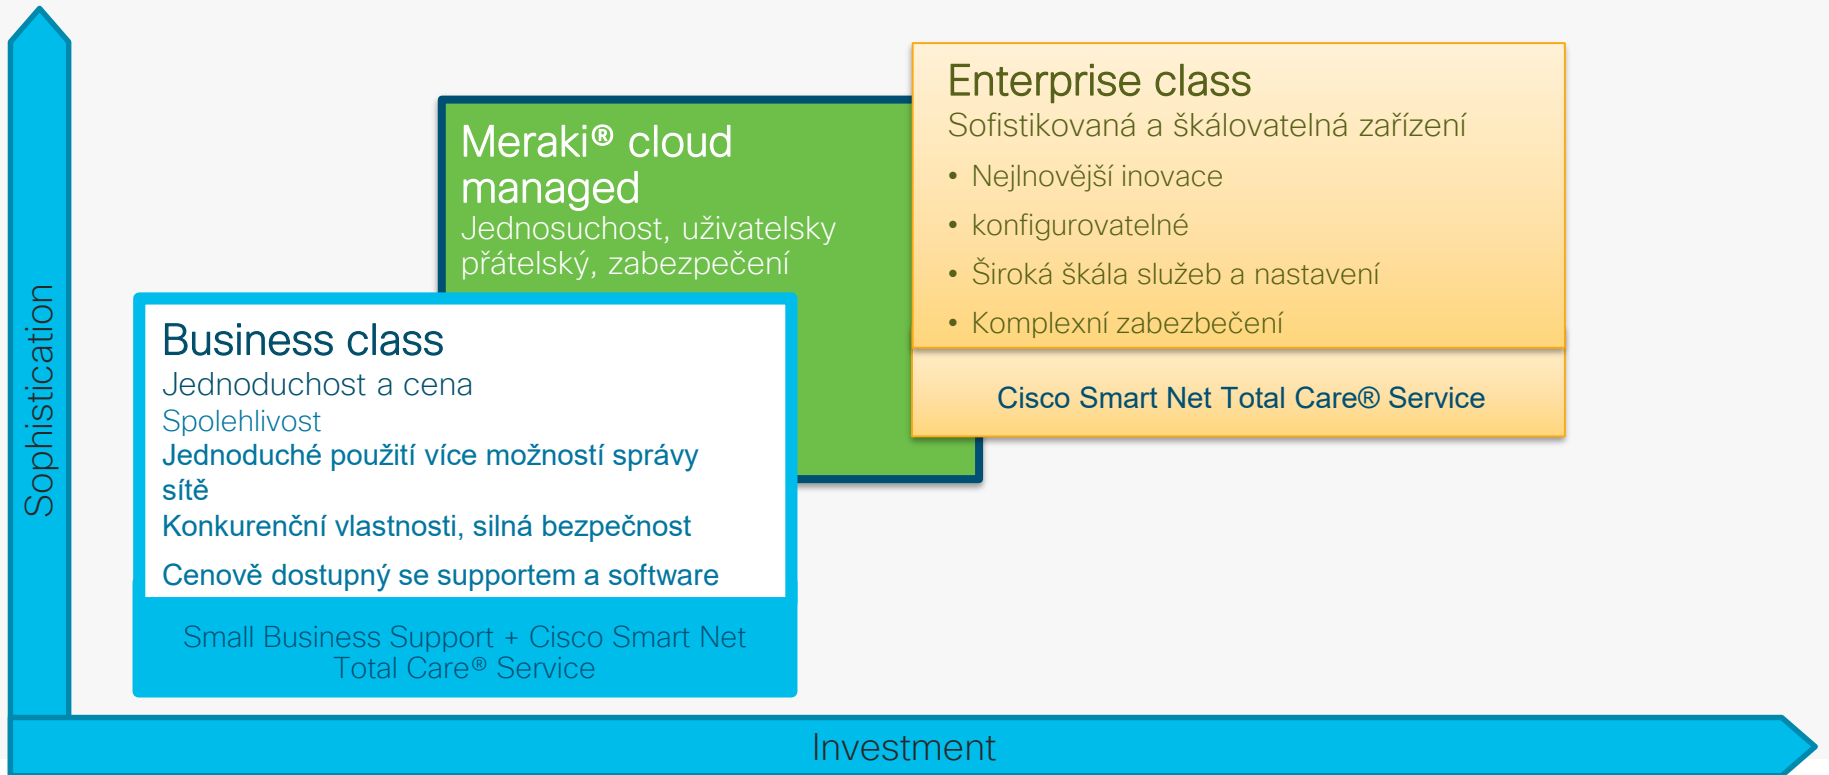 Sophistication
Meraki® cloud
managed
Jednosuchost, uživatelsky
přátelský, zabezpečení
Enterprise class
Sofistikovaná a škálovatelná zařízení
• Nejlnovější inovace
• konfigurovatelné
• Široká škála služeb a nastavení
• Komplexní zabezbečení
Cisco Smart Net Total Care® Service
Business class
Jednoduchost a cena
Spolehlivost
Jednoduché použití více možností správy
sítě
Konkurenční vlastnosti, silná bezpečnost
Cenově dostupný se supportem a software
Small Business Support + Cisco Smart Net
Total Care® Service
Investment